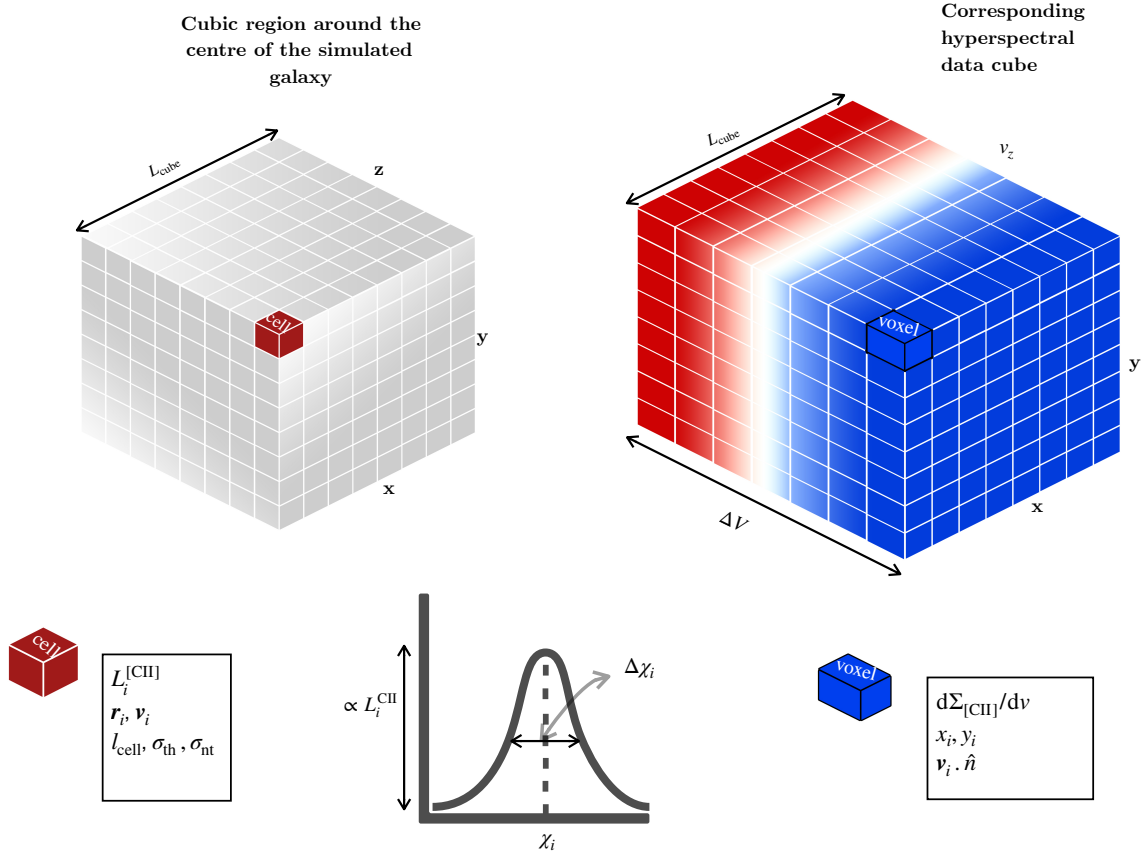 Cubic region around the
centre of the simulated
galaxy
Corresponding
hyperspectral
data cube
L_cube
z
cell
y
x
L_cube
v_z
voxel
y
x
ΔV
cell
L_i^[CII]
r_i, v_i
l_cell, σ_th, σ_nt
∝ L_i^CII
Δχ_i
χ_i
voxel
dΣ_[CII]/dv
x_i, y_i
v_i . n̂